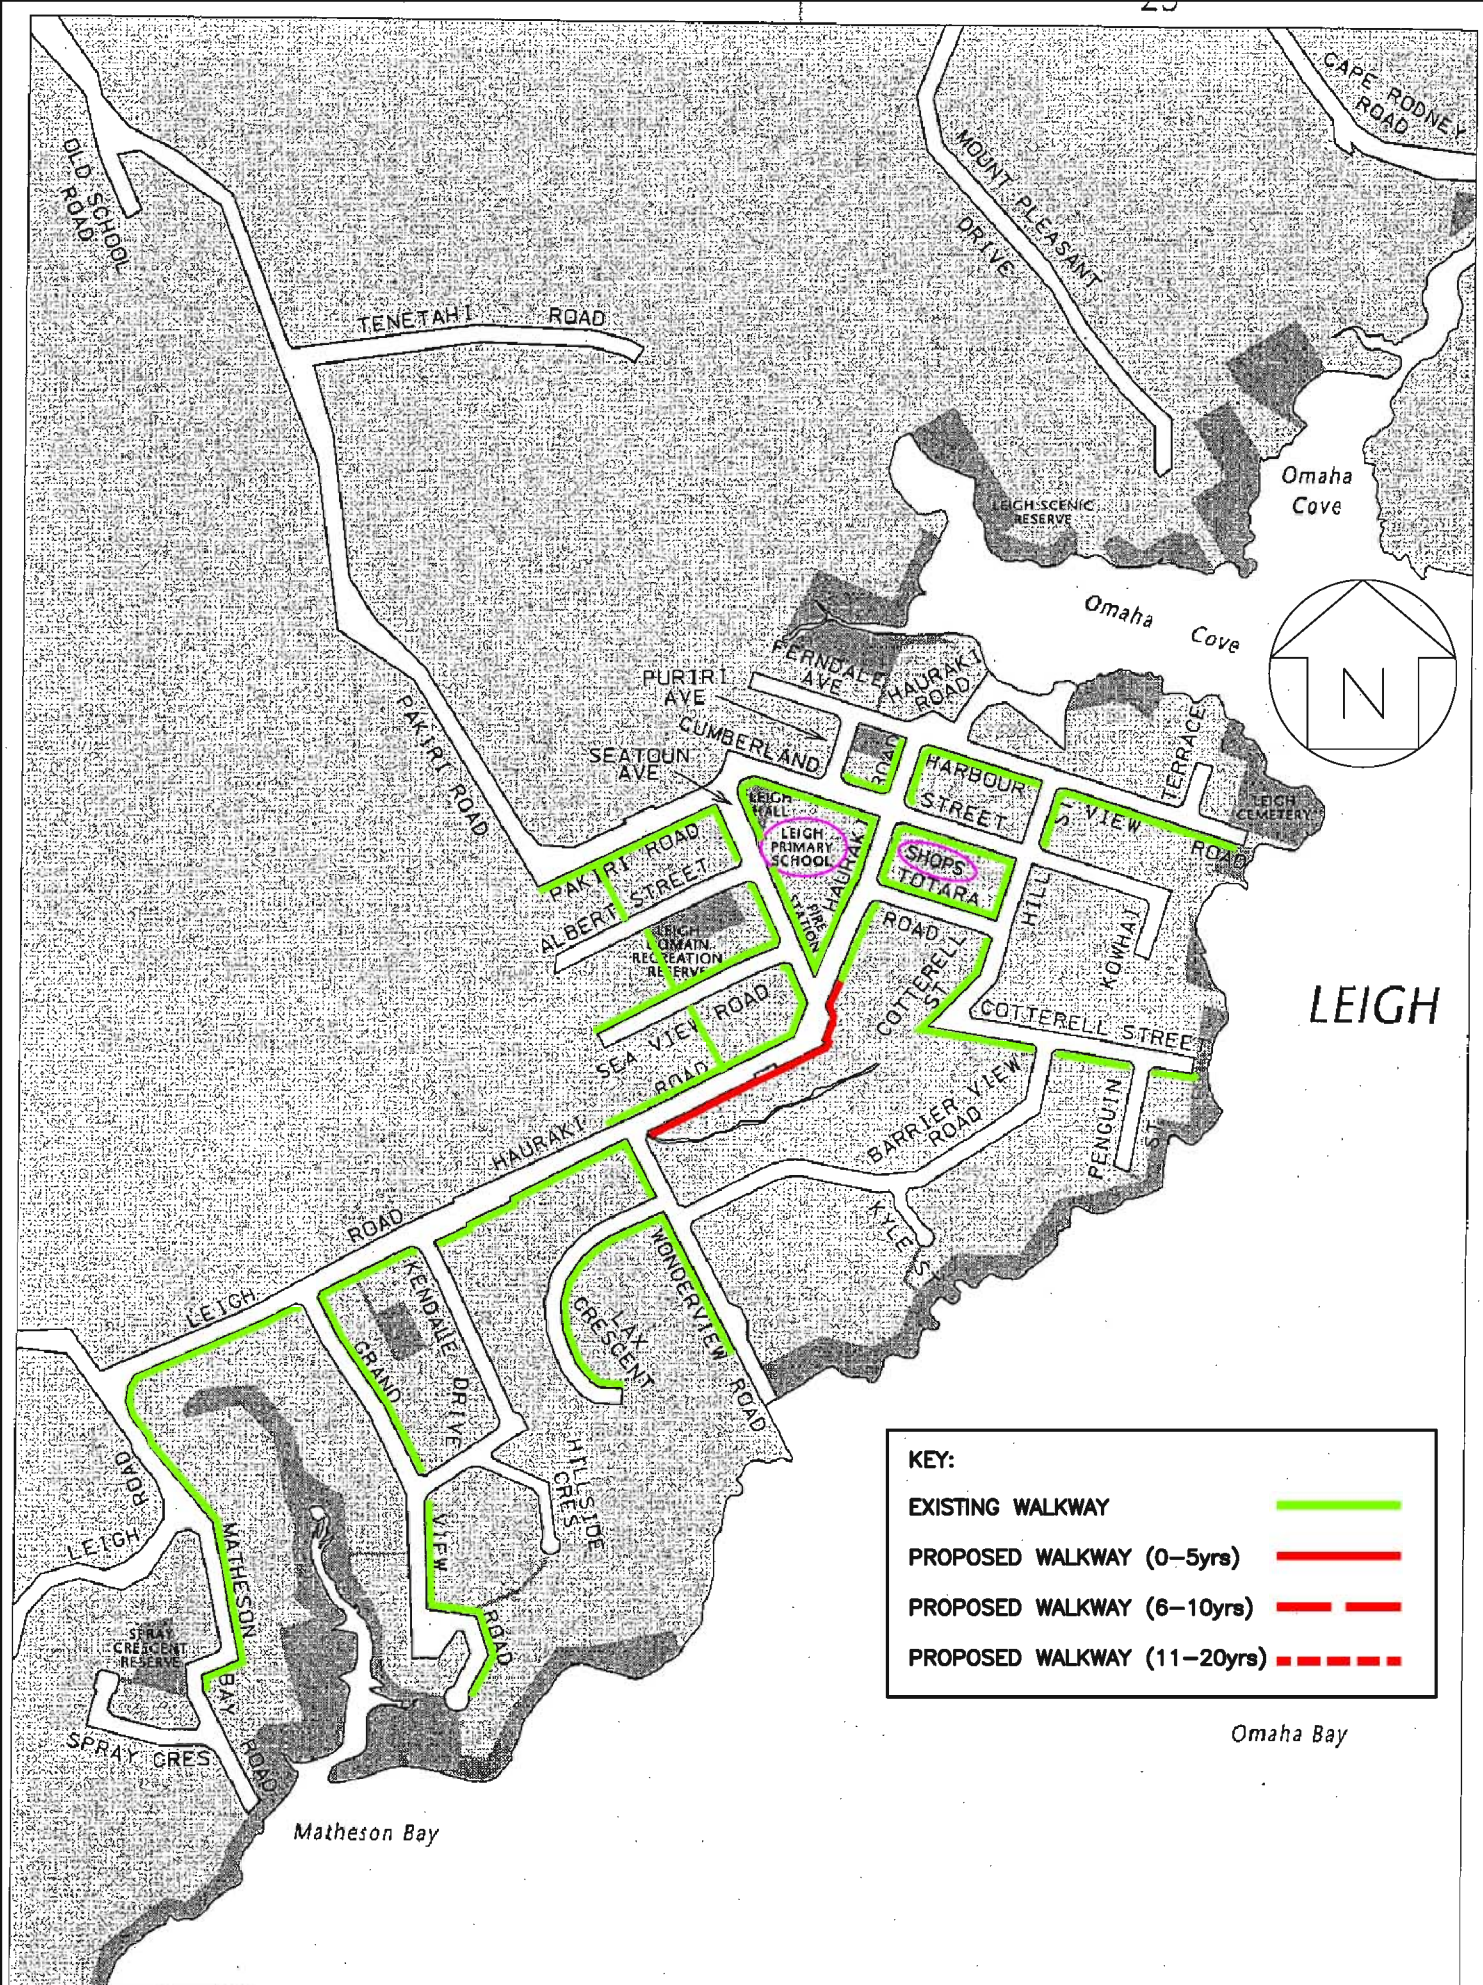 CAPE RODNEY
ROAD
OLD SCHOOL
ROAD
MOUNT PLEASANT
DRIVE
TENETAHI ROAD
Omaha
Cove
LEIGH SCENIC
RESERVE
Omaha Cove
N
FERNDALE
AVE
HAURAKI
ROAD
PURIRI
AVE
CUMBERLAND
STREET
SEATOUN
AVE
PAKIRI ROAD
ROAD
HARBOUR
VIEW
ROAD
TERRACE
LEIGH
CEMETERY
LEIGH
HALL
LEIGH
PRIMARY
SCHOOL
HAURAKI
SHOPS
TOTARA
ROAD
FIRE
STATION
PAKIRI ROAD
ALBERT STREET
LEIGH
DOMAIN
RECREATION
RESERVE
HILL
ST
KOWHAI
COTTERELL
ST
COTTERELL STREE
LEIGH
SEA VIEW ROAD
ROAD
HAURAKI
BARRIER VIEW
ROAD
PENGUIN
ST
KYLE ST
ROAD
LEIGH
KENDALE
DRIVE
GRAND
VIEW
ROAD
LAX
CRESCENT
WONDERVIEW
ROAD
HILLSIDE
CRES
ROAD
LEIGH
MATHESON
BAY
ROAD
SPRAY
CRESCENT
RESERVE
SPRAY CRES
KEY:
EXISTING WALKWAY
PROPOSED WALKWAY (0-5yrs)
PROPOSED WALKWAY (6-10yrs)
PROPOSED WALKWAY (11-20yrs)
Omaha Bay
Matheson Bay